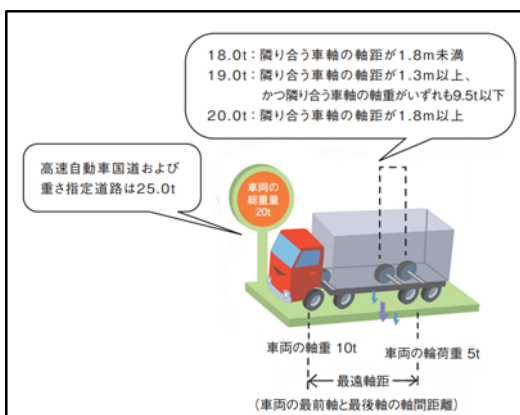 18.0t：隣り合う車軸の軸距が1.8m未満
19.0t：隣り合う車軸の軸距が1.3m以上、
かつ隣り合う車軸の軸重がいずれも9.5t以下
20.0t：隣り合う車軸の軸距が1.8m以上
高速自動車国道および
重さ指定道路は25.0t
車両の
総重量
20t
車両の軸重 10t
車両の輪荷重 5t
最遠軸距
（車両の最前軸と最後軸の軸間距離）